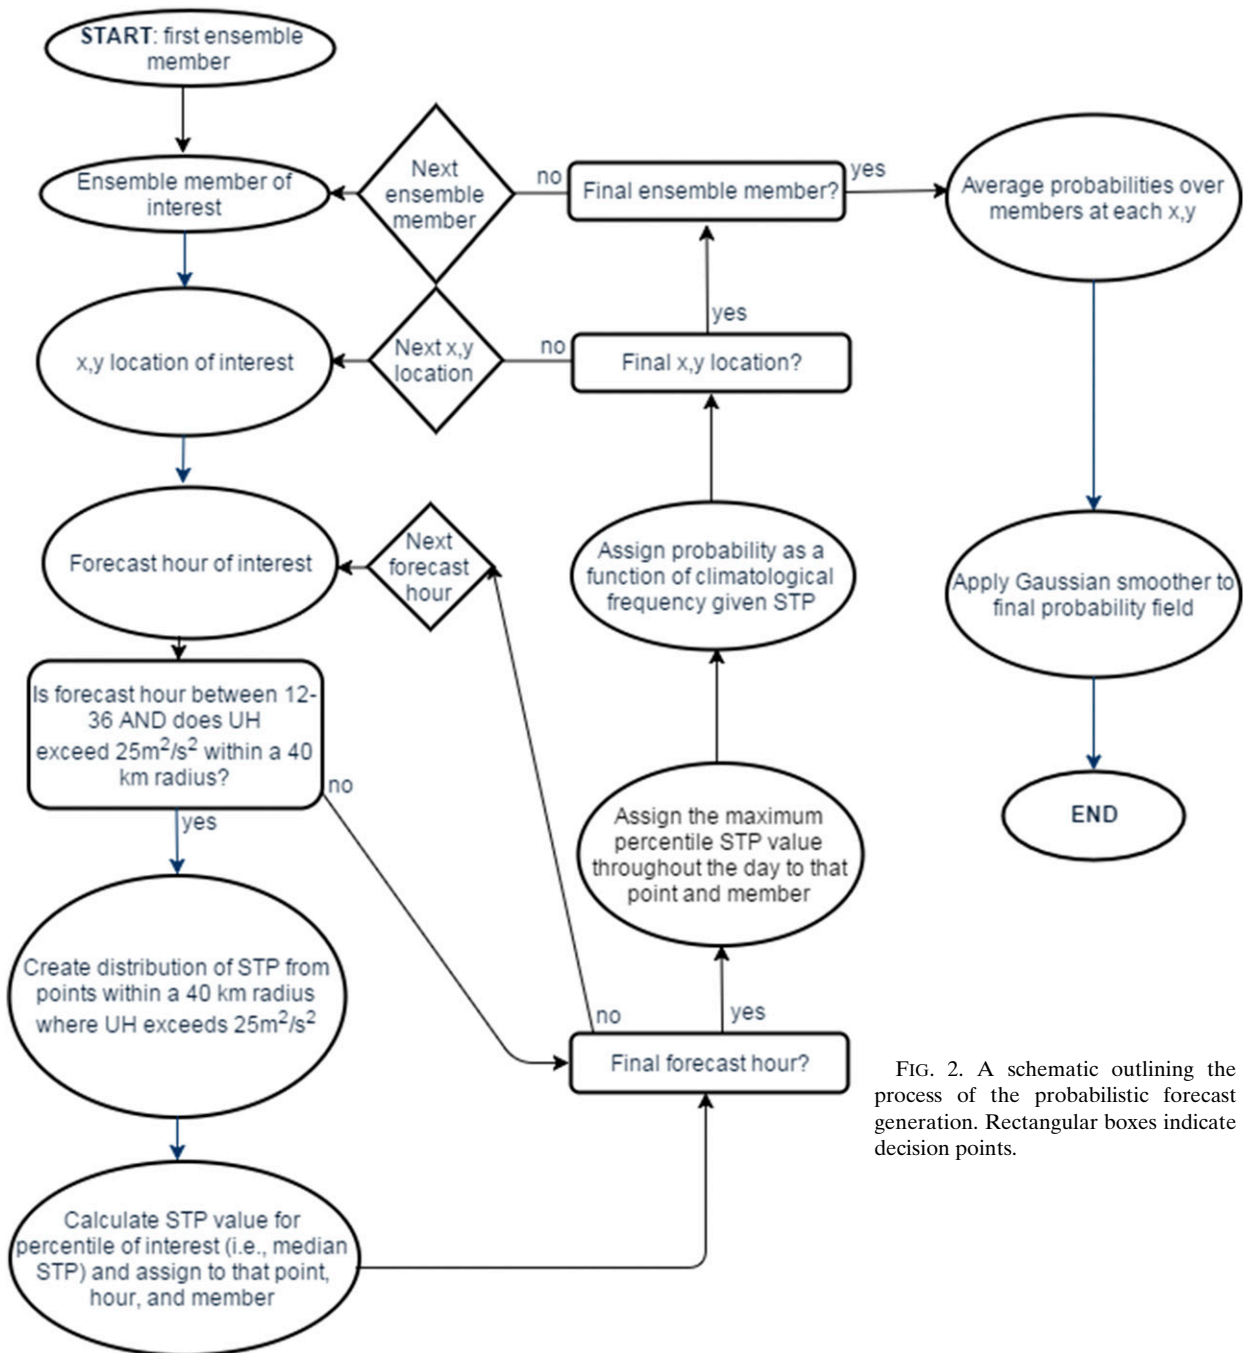 START: first ensemble
member
Ensemble member of
interest
Next
ensemble
member
no
Final ensemble member?
yes
Average probabilities over
members at each x,y
x,y location of interest
Next x,y
location
no
Final x,y location?
yes
Forecast hour of interest
Next
forecast
hour
Assign probability as a
function of climatological
frequency given STP
Apply Gaussian smoother to
final probability field
Is forecast hour between 12-
36 AND does UH
exceed 25m²/s² within a 40
km radius?
no
yes
Assign the maximum
percentile STP value
throughout the day to that
point and member
END
Create distribution of STP from
points within a 40 km radius
where UH exceeds 25m²/s²
no
yes
Final forecast hour?
Calculate STP value for
percentile of interest (i.e., median
STP) and assign to that point,
hour, and member
FIG. 2. A schematic outlining the
process of the probabilistic forecast
generation. Rectangular boxes indicate
decision points.